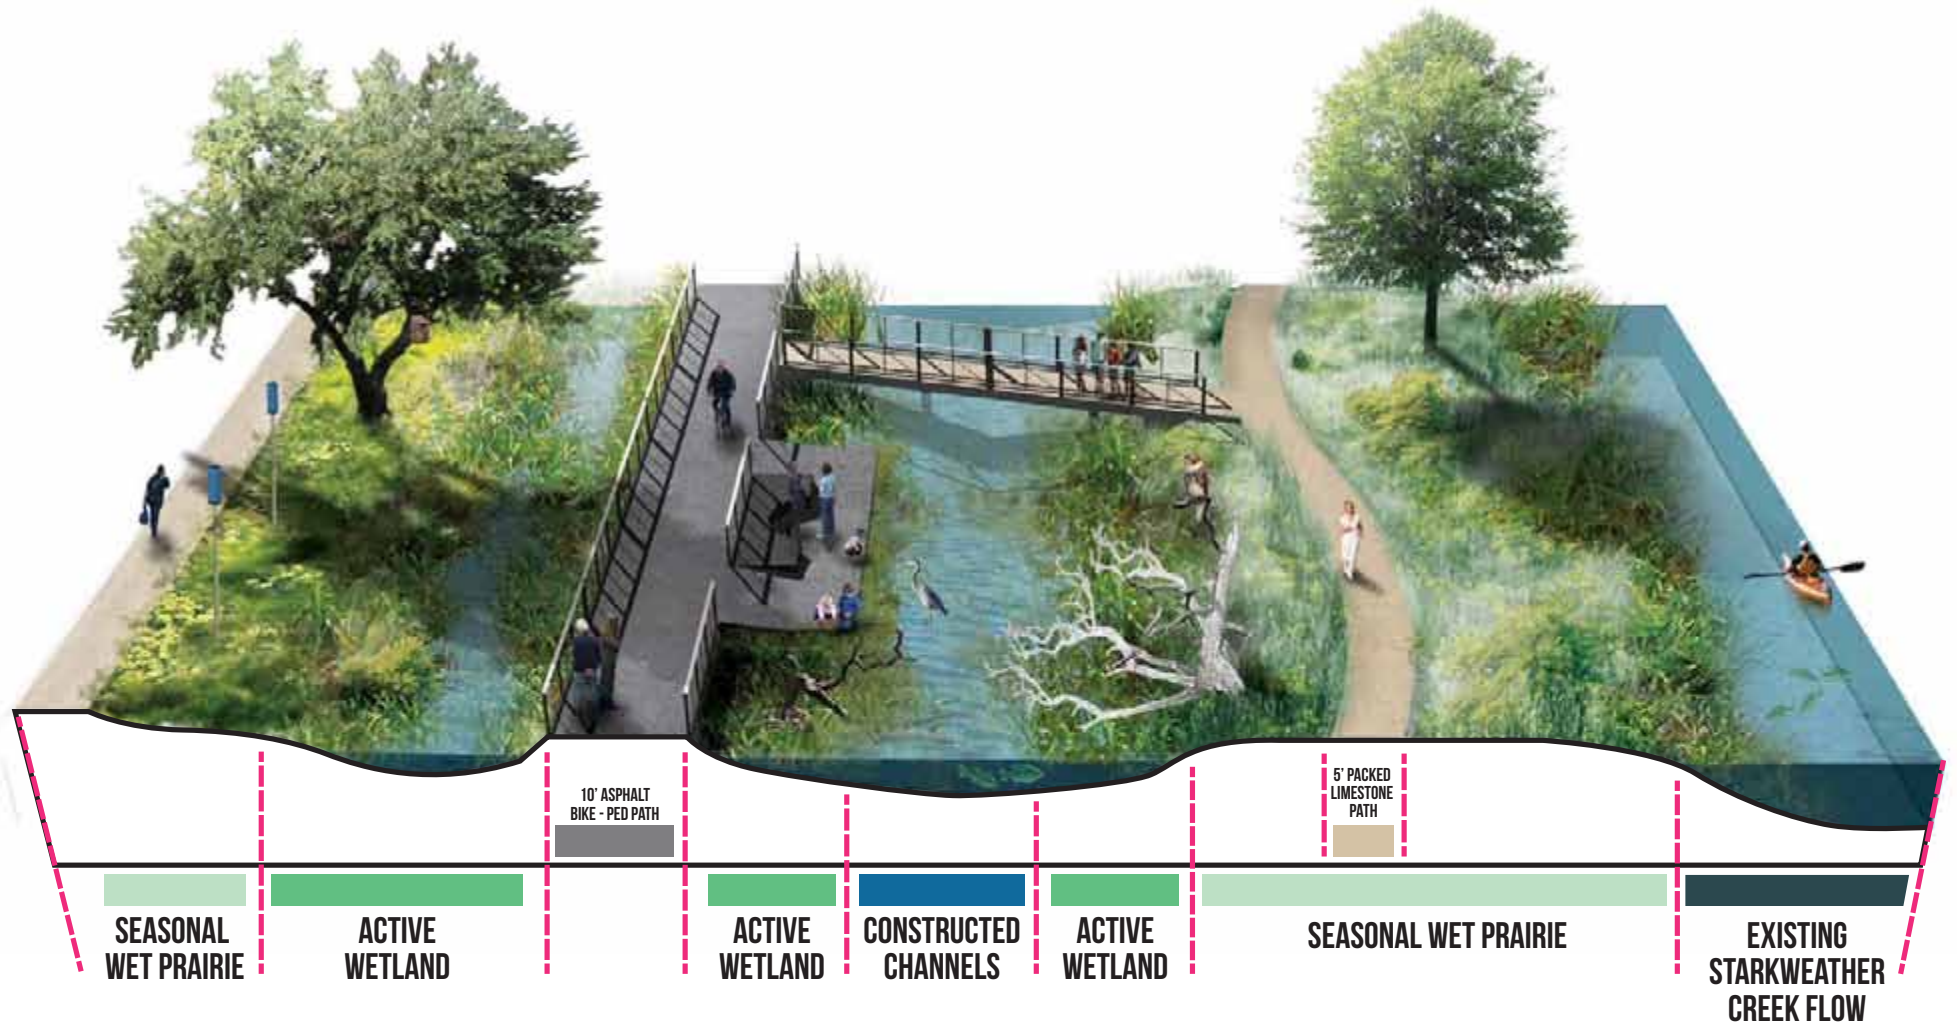 10' ASPHALT
BIKE - PED PATH
5' PACKED
LIMESTONE
PATH
SEASONAL
WET PRAIRIE
ACTIVE
WETLAND
ACTIVE
WETLAND
CONSTRUCTED
CHANNELS
ACTIVE
WETLAND
SEASONAL WET PRAIRIE
EXISTING
STARKWEATHER
CREEK FLOW